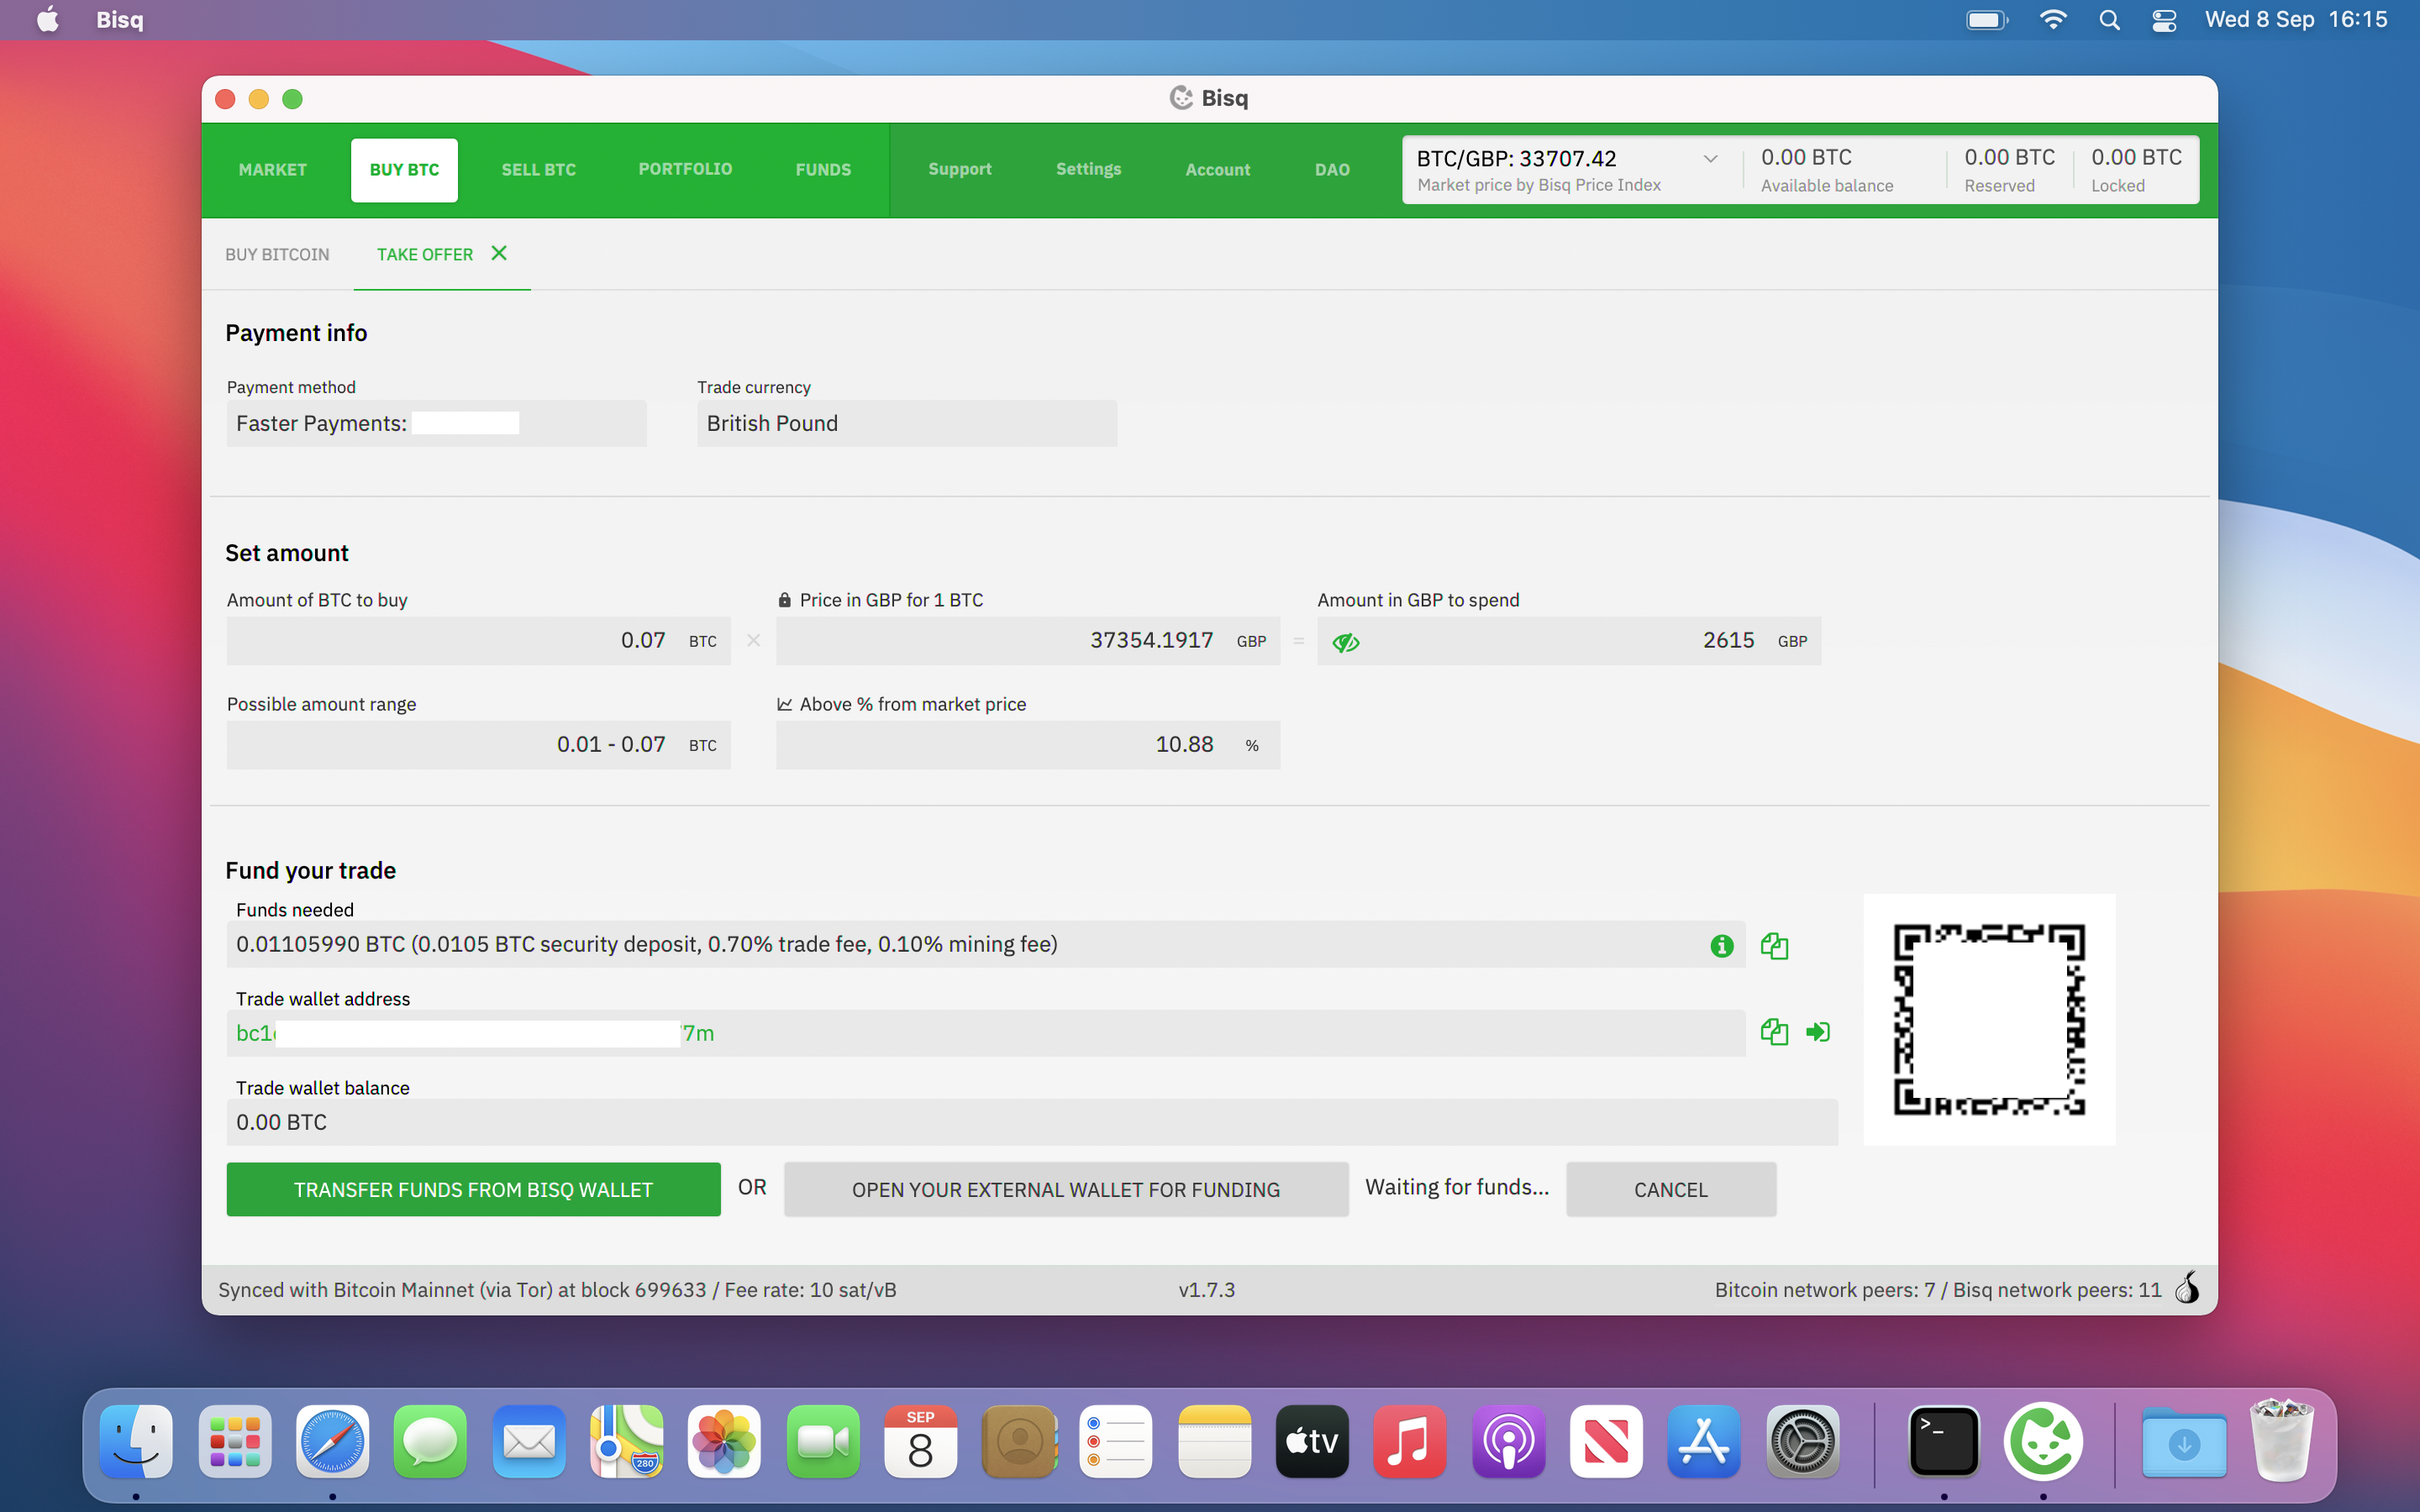 Bisq
Wed 8 Sep 16:15
Bisq
MARKET
BUY BTC
SELL BTC
PORTFOLIO
FUNDS
Support
Settings
Account
DAO
BTC/GBP: 33707.42
Market price by Bisq Price Index
0.00 BTC
Available balance
0.00 BTC
Reserved
0.00 BTC
Locked
BUY BITCOIN
TAKE OFFER
Payment info
Payment method
Trade currency
Faster Payments:
British Pound
Set amount
Amount of BTC to buy
Price in GBP for 1 BTC
Amount in GBP to spend
0.07 BTC
×
37354.1917 GBP
=
2615 GBP
Possible amount range
Above % from market price
0.01 - 0.07 BTC
10.88 %
Fund your trade
Funds needed
0.01105990 BTC (0.0105 BTC security deposit, 0.70% trade fee, 0.10% mining fee)
Trade wallet address
bc1
7m
Trade wallet balance
0.00 BTC
TRANSFER FUNDS FROM BISQ WALLET
OR
OPEN YOUR EXTERNAL WALLET FOR FUNDING
Waiting for funds...
CANCEL
Synced with Bitcoin Mainnet (via Tor) at block 699633 / Fee rate: 10 sat/vB
v1.7.3
Bitcoin network peers: 7 / Bisq network peers: 11
280
SEP
8
tv
>_